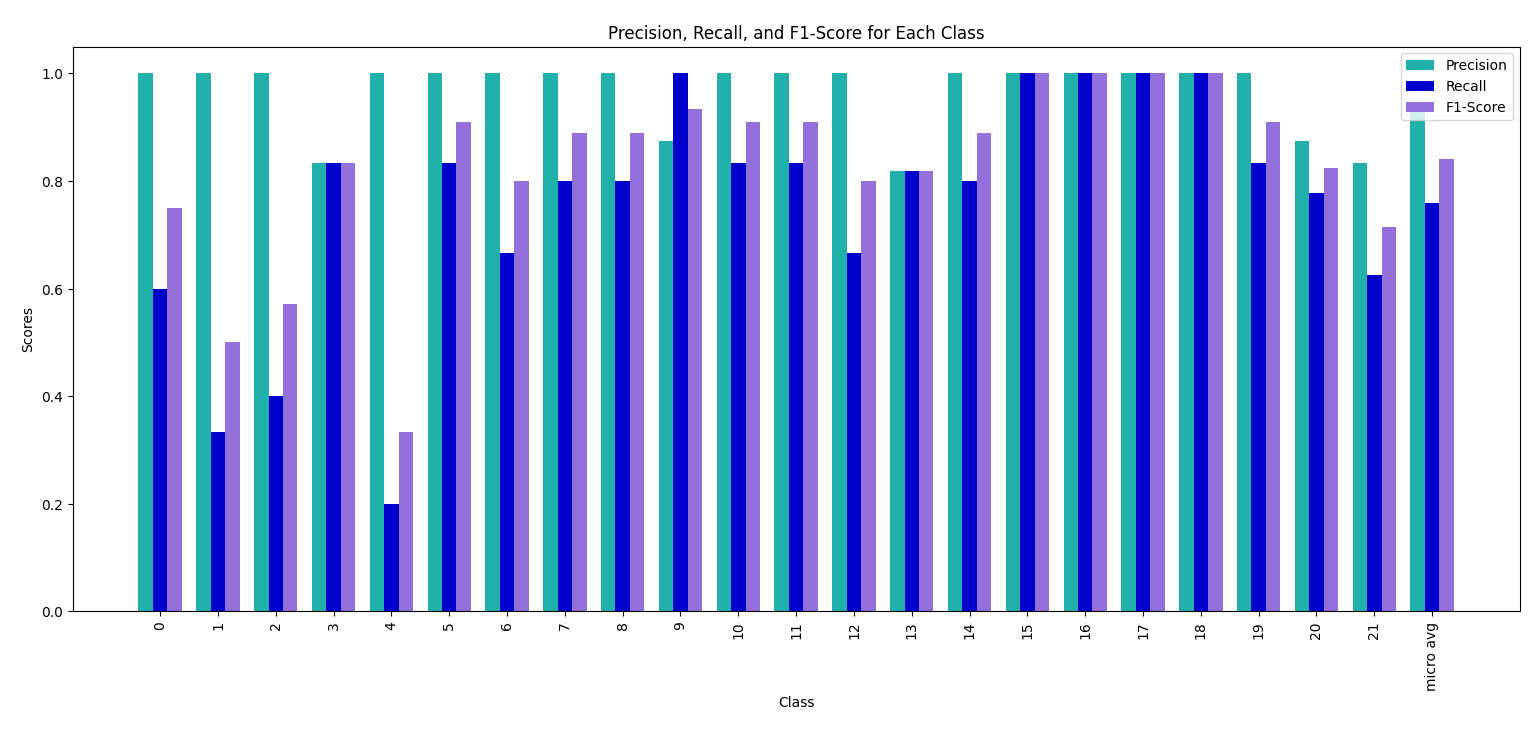 Precision, Recall, and F1-Score for Each Class
Precision
Recall
F1-Score
1.0
0.8
0.6
0.4
0.2
0.0
Scores
0 1 2 3 4 5 6 7 8 9 10 11 12 13 14 15 16 17 18 19 20 21 micro avg
Class